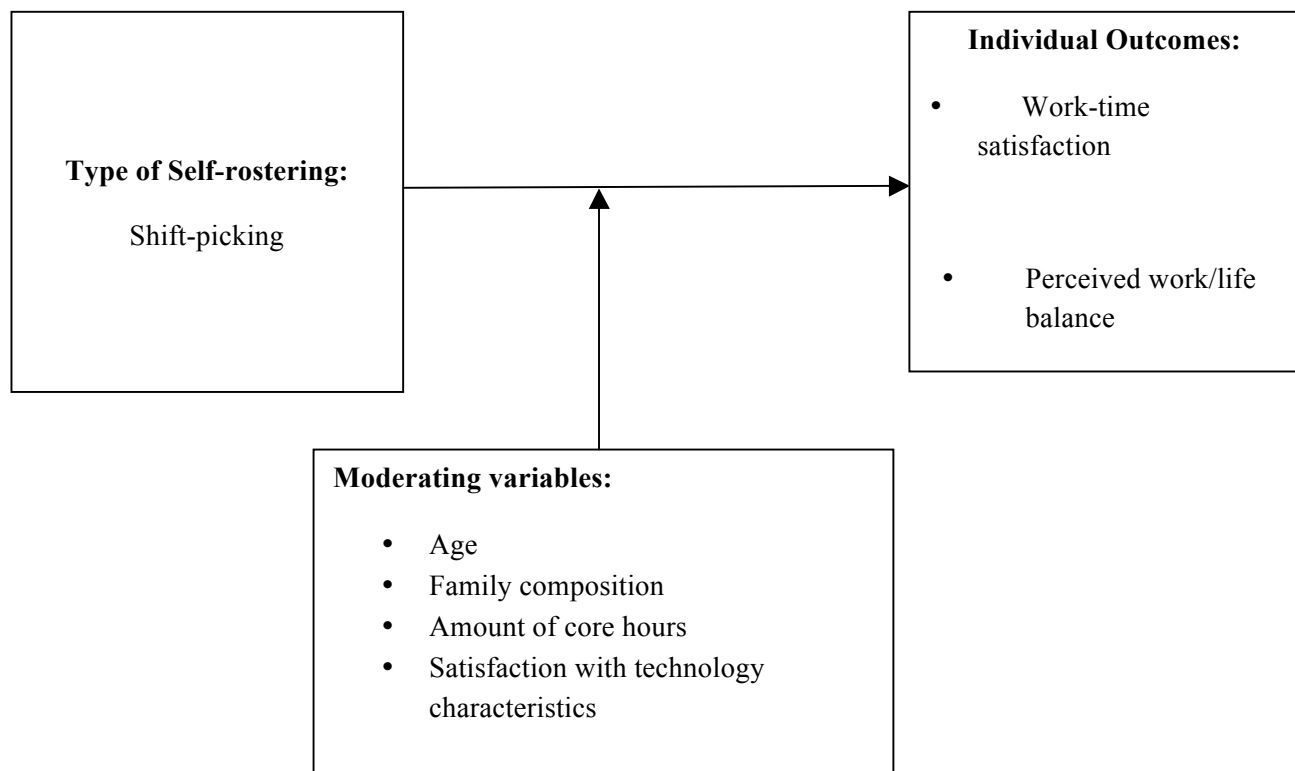 Type of Self-rostering:
Shift-picking
Individual Outcomes:
• Work-time
satisfaction
• Perceived work/life
balance
Moderating variables:
• Age
• Family composition
• Amount of core hours
• Satisfaction with technology
characteristics